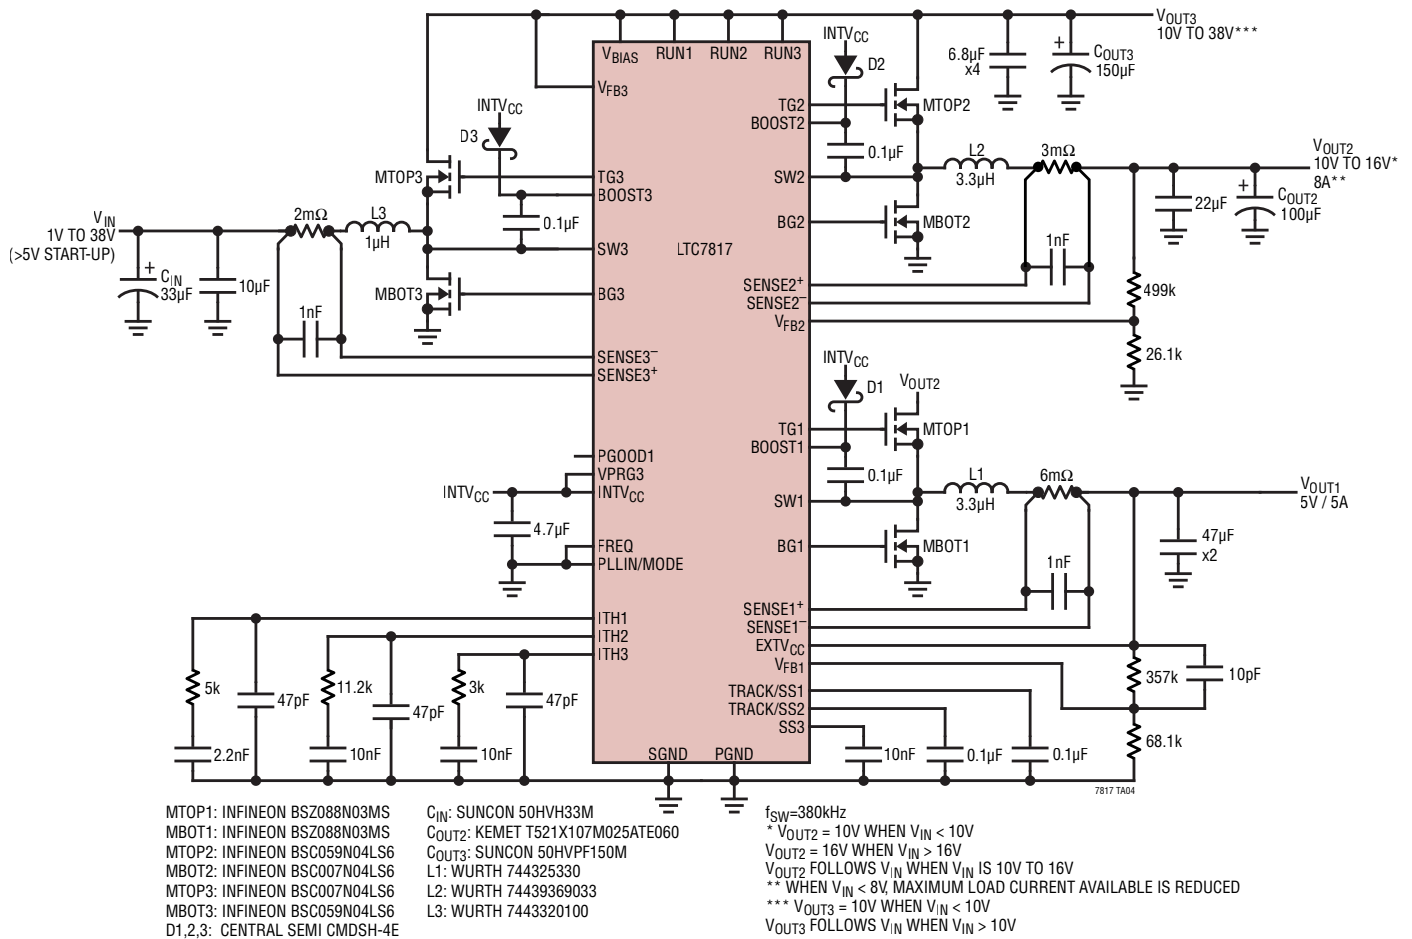 VOUT3
10V TO 38V***
INTVCC
D2
6.8µF
x4
+
COUT3
150µF
VBIAS RUN1 RUN2 RUN3
VFB3
INTVCC
D3
TG2
BOOST2
MTOP2
0.1µF
L2
3.3µH
3mΩ
VOUT2
10V TO 16V*
8A**
MTOP3
TG3
BOOST3
SW2
VIN
1V TO 38V
(>5V START-UP)
2mΩ
L3
1µH
0.1µF
BG2
MBOT2
22µF
+
COUT2
100µF
SW3
LTC7817
1nF
+
CIN
33µF
10µF
MBOT3
BG3
1nF
SENSE2+
SENSE2–
VFB2
499k
26.1k
SENSE3–
SENSE3+
INTVCC
D1
VOUT2
TG1
BOOST1
MTOP1
PGOOD1
VPRG3
INTVCC
INTVCC
0.1µF
L1
3.3µH
6mΩ
VOUT1
5V / 5A
SW1
4.7µF
FREQ
PLLIN/MODE
BG1
MBOT1
47µF
x2
1nF
ITH1
ITH2
ITH3
SENSE1+
SENSE1–
EXTVCC
VFB1
5k
47pF
11.2k
47pF
3k
47pF
357k
10pF
TRACK/SS1
TRACK/SS2
SS3
2.2nF
10nF
10nF
SGND PGND
10nF
0.1µF
0.1µF
68.1k
7817 TA04
MTOP1: INFINEON BSZ088N03MS
MBOT1: INFINEON BSZ088N03MS
MTOP2: INFINEON BSC059N04LS6
MBOT2: INFINEON BSC007N04LS6
MTOP3: INFINEON BSC007N04LS6
MBOT3: INFINEON BSC059N04LS6
D1,2,3: CENTRAL SEMI CMDSH-4E
CIN: SUNCON 50HVH33M
COUT2: KEMET T521X107M025ATE060
COUT3: SUNCON 50HVPF150M
L1: WURTH 744325330
L2: WURTH 74439369033
L3: WURTH 7443320100
fSW=380kHz
* VOUT2 = 10V WHEN VIN < 10V
VOUT2 = 16V WHEN VIN > 16V
VOUT2 FOLLOWS VIN WHEN VIN IS 10V TO 16V
** WHEN VIN < 8V, MAXIMUM LOAD CURRENT AVAILABLE IS REDUCED
*** VOUT3 = 10V WHEN VIN < 10V
VOUT3 FOLLOWS VIN WHEN VIN > 10V